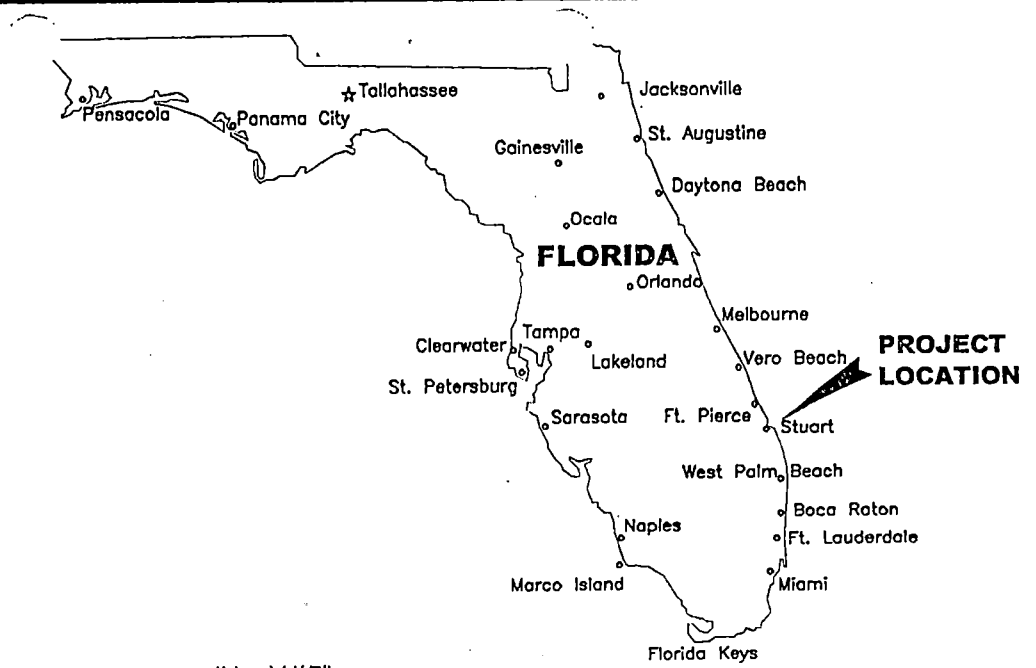 Tallahassee
Jacksonville
Pensacola
Panama City
St. Augustine
Gainesville
Daytona Beach
Ocala
FLORIDA
Orlando
Melbourne
Clearwater
Tampa
Lakeland
Vero Beach
PROJECT
LOCATION
St. Petersburg
Sarasota
Ft. Pierce
Stuart
West Palm Beach
Boca Raton
Naples
Ft. Lauderdale
Marco Island
Miami
Florida Keys